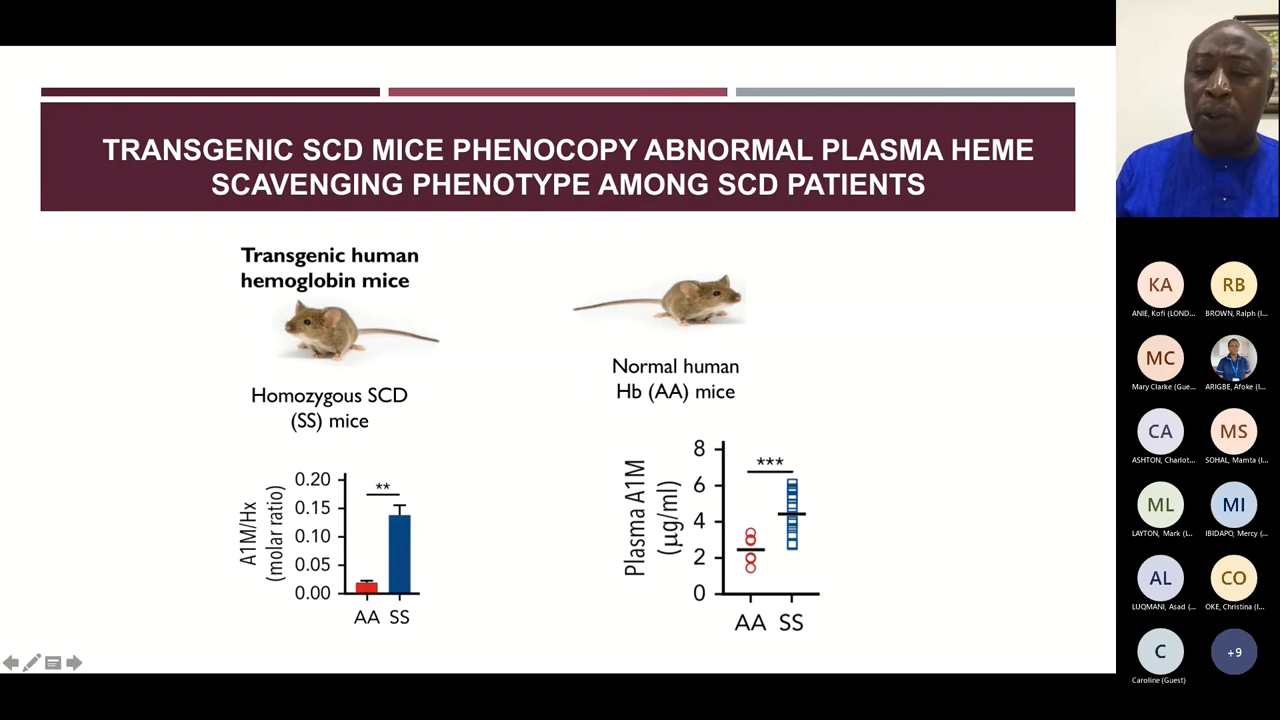 TRANSGENIC SCD MICE PHENOCOPY ABNORMAL PLASMA HEME
SCAVENGING PHENOTYPE AMONG SCD PATIENTS
Transgenic human
hemoglobin mice
Homozygous SCD
(SS) mice
Normal human
Hb (AA) mice
A1M/Hx
(molar ratio)
0.20
0.15
0.10
0.05
0.00
**
AA SS
Plasma A1M
(µg/ml)
8
6
4
2
0
***
AA SS
KA
ANIE, Kofi (LOND...
RB
BROWN, Ralph (I...
MC
Mary Clarke (Gue...
ARIGBE, Afoke (I...
CA
ASHTON, Charlot...
MS
SOHAL, Mamta (I...
ML
LAYTON, Mark (I...
MI
IBIDAPO, Mercy (...
AL
LUQMANI, Asad (...
CO
OKE, Christina (I...
C
Caroline (Guest)
+9